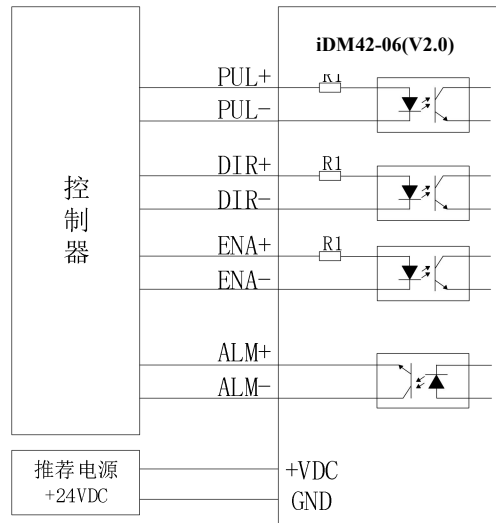 iDM42-06(V2.0)
PUL+
R1
PUL-
DIR+
R1
DIR-
控制器
ENA+
R1
ENA-
ALM+
ALM-
推荐电源
+24VDC
+VDC
GND